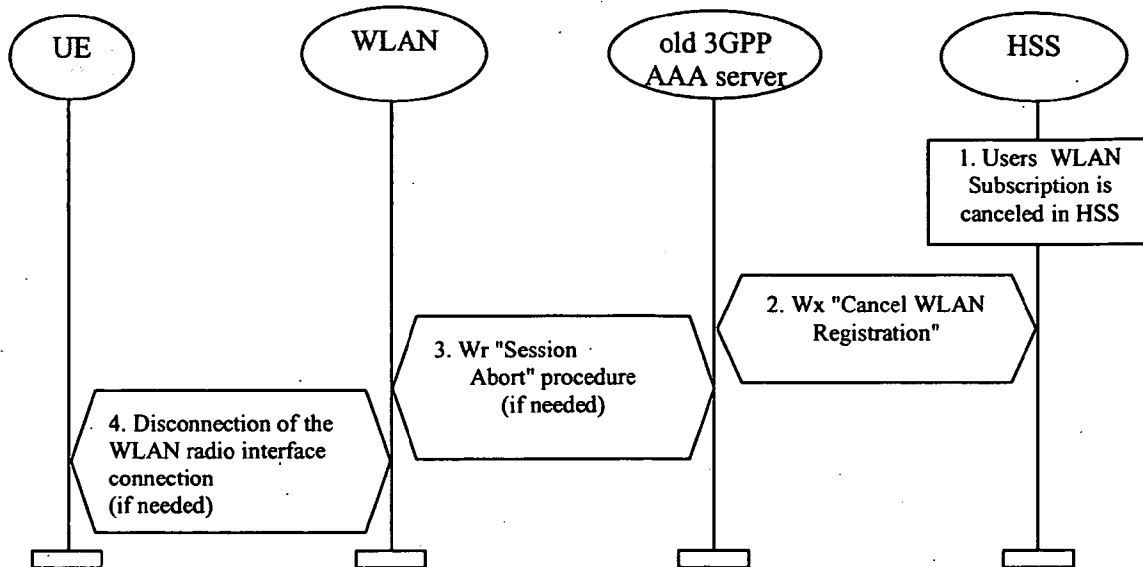 UE
WLAN
old 3GPP
AAA server
HSS
1. Users WLAN
Subscription is
canceled in HSS
2. Wx "Cancel WLAN
Registration"
3. Wr "Session
Abort" procedure
(if needed)
4. Disconnection of the
WLAN radio interface
connection
(if needed)